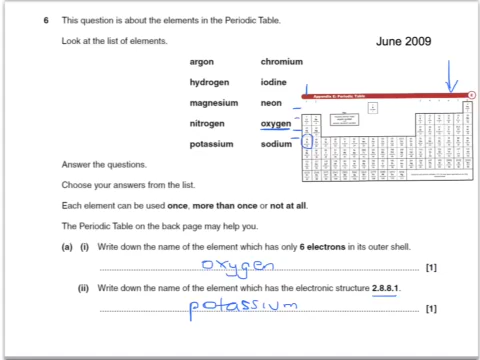 6 This question is about the elements in the Periodic Table.
Look at the list of elements.
June 2009
argon chromium
hydrogen iodine
magnesium neon
nitrogen oxygen
potassium sodium
Appendix 2: Periodic Table
Answer the questions.
Choose your answers from the list.
Each element can be used once, more than once or not at all.
The Periodic Table on the back page may help you.
(a) (i) Write down the name of the element which has only 6 electrons in its outer shell.
oxygen [1]
(ii) Write down the name of the element which has the electronic structure 2.8.8.1.
potassium [1]